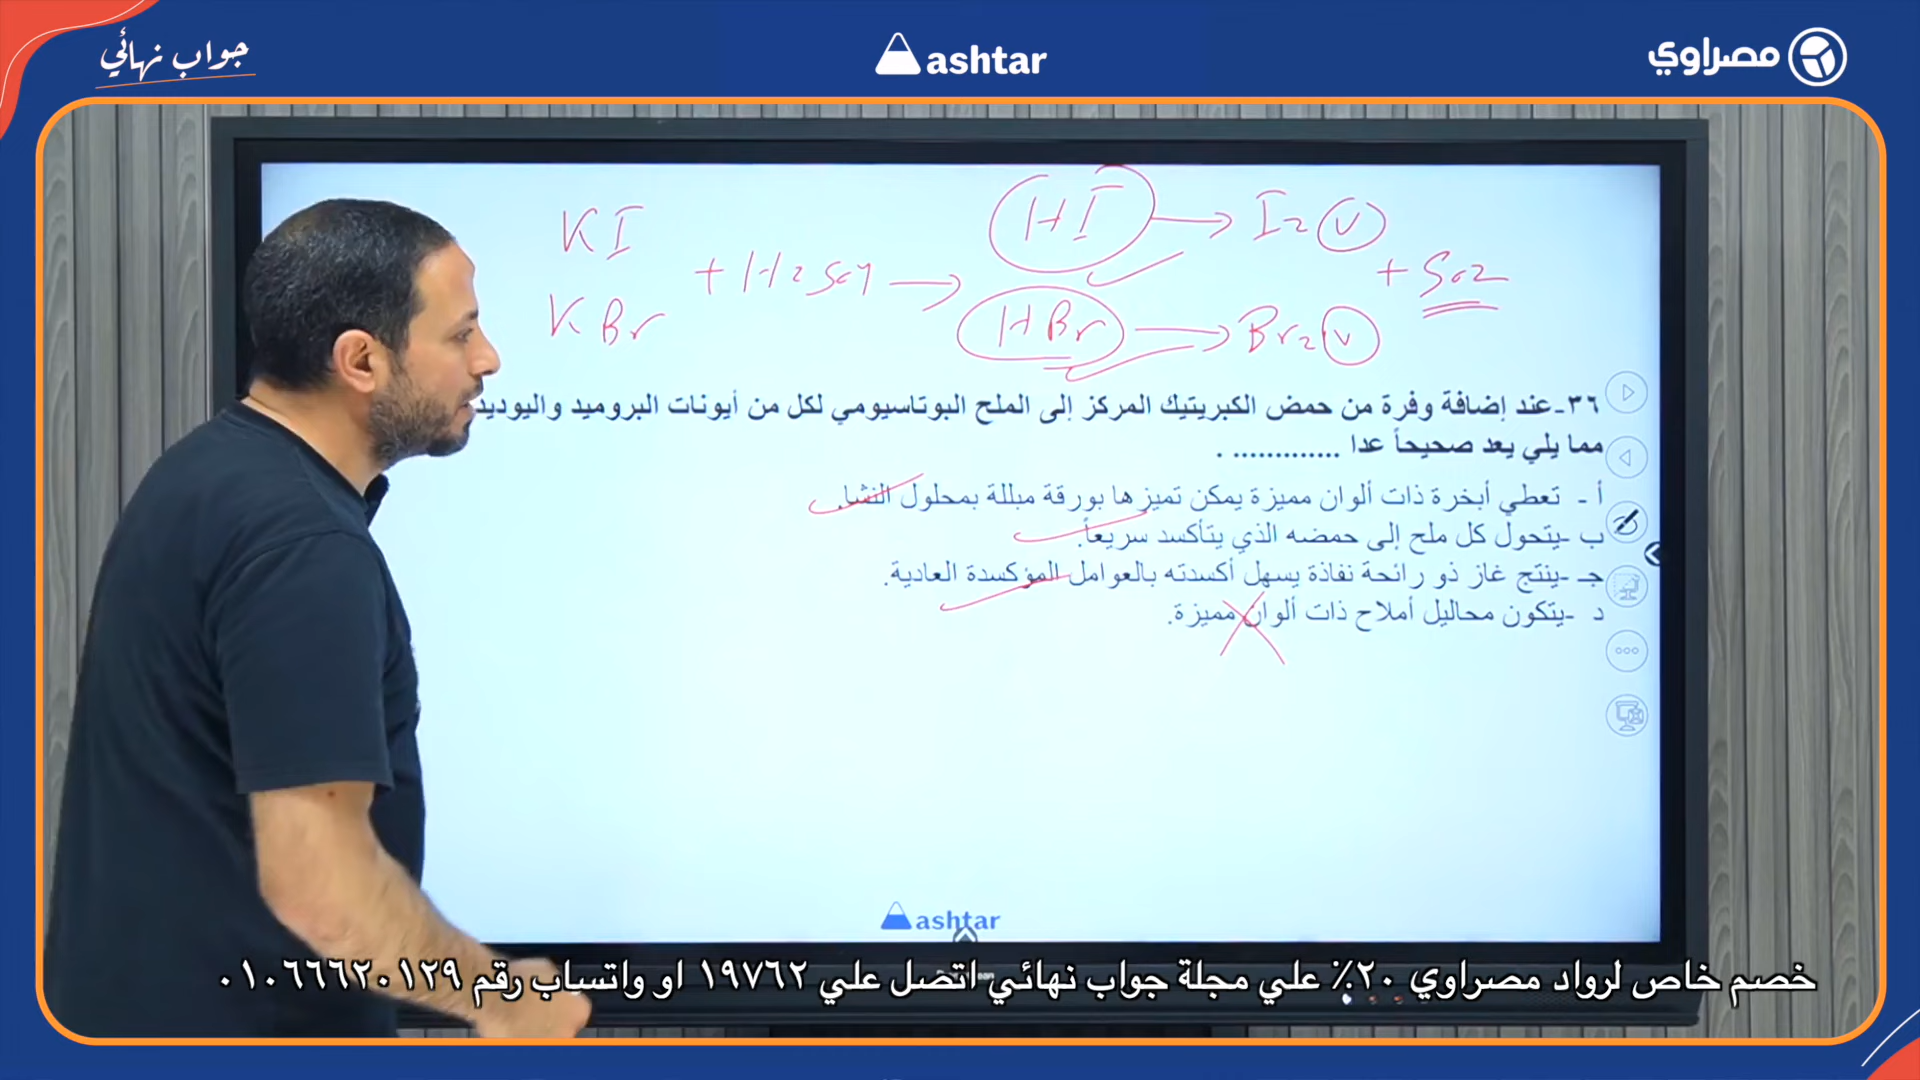 جواب نهائي
ashtar
مصراوي
KI
KBr
+ H2SO4 →
HI → I2 v
HBr → Br2 v
+ SO2
٣٦-عند إضافة وفرة من حمض الكبريتيك المركز إلى الملح البوتاسيومي لكل من أيونات البروميد واليوديد
مما يلي يعد صحيحاً عدا ............. .
أ - تعطي أبخرة ذات ألوان مميزة يمكن تميزها بورقة مبللة بمحلول النشا.
ب -يتحول كل ملح إلى حمضه الذي يتأكسد سريعاً.
جـ -ينتج غاز ذو رائحة نفاذة يسهل أكسدته بالعوامل المؤكسدة العادية.
د -يتكون محاليل أملاح ذات ألوان مميزة.
ashtar
خصم خاص لرواد مصراوي ٢٠٪ علي مجلة جواب نهائي اتصل علي ١٩٧٦٢ او واتساب رقم ٠١٠٦٦٦٢٠١٢٩